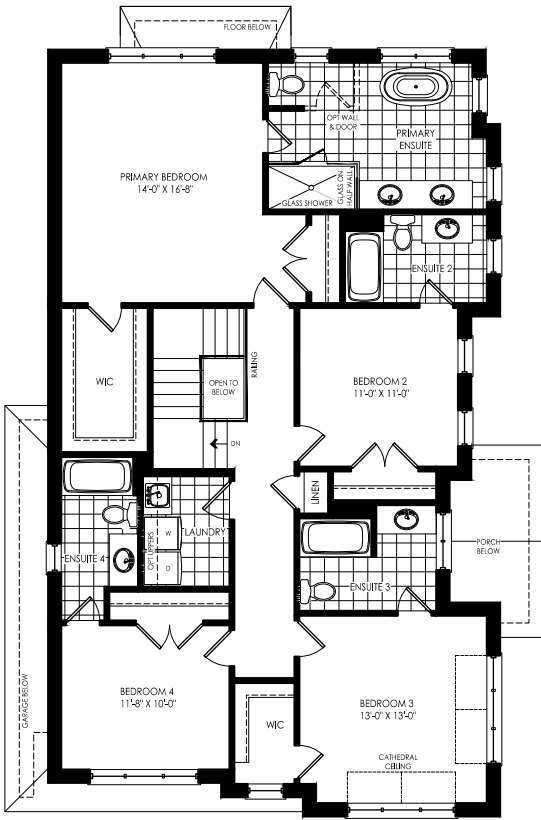 FLOOR BELOW
OPT WALL
& DOOR
PRIMARY
ENSUITE
PRIMARY BEDROOM
14'-0" X 16'-8"
GLASS SHOWER
GLASS ON
HALF WALL
ENSUITE 2
WIC
RAILING
OPEN TO
BELOW
BEDROOM 2
11'-0" X 11'-0"
DN
LINEN
LAUNDRY
OPT UPPERS
W
D
ENSUITE 4
PORCH
BELOW
ENSUITE 3
GARAGE BELOW
BEDROOM 4
11'-8" X 10'-0"
WIC
BEDROOM 3
13'-0" X 13'-0"
CATHEDRAL
CEILING